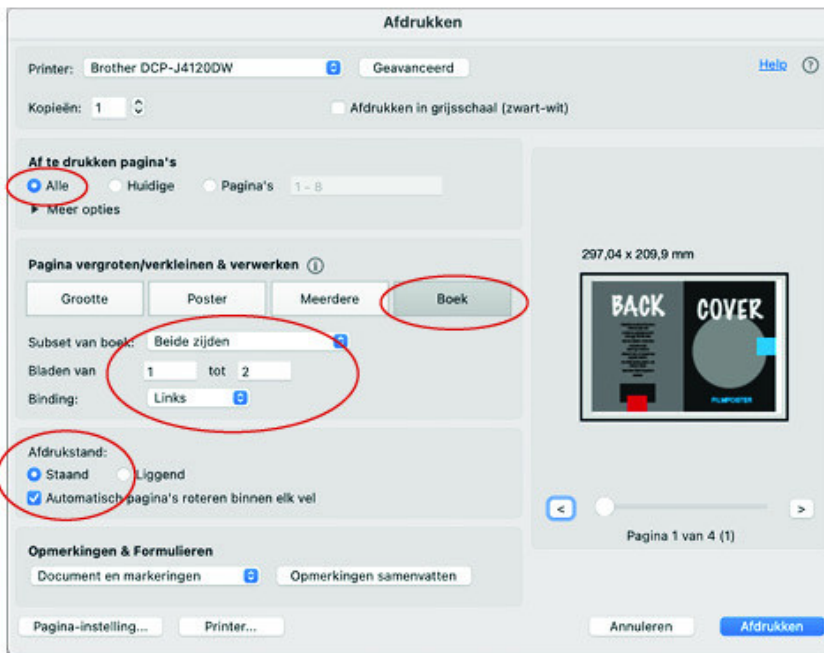 Afdrukken
Printer: Brother DCP-J4120DW Geavanceerd Help ?
Kopieën: 1 Afdrukken in grijsschaal (zwart-wit)
Af te drukken pagina's
Alle Huidige Pagina's 1 - 8
Meer opties
Pagina vergroten/verkleinen & verwerken i
Grootte Poster Meerdere Boek
Subset van boek: Beide zijden
Bladen van 1 tot 2
Binding: Links
Afdrukstand:
Staand Liggend
Automatisch pagina's roteren binnen elk vel
Opmerkingen & Formulieren
Document en markeringen Opmerkingen samenvatten
Pagina-instelling... Printer...
297,04 x 209,9 mm
BACK COVER
FILMPOSTER
< >
Pagina 1 van 4 (1)
Annuleren Afdrukken